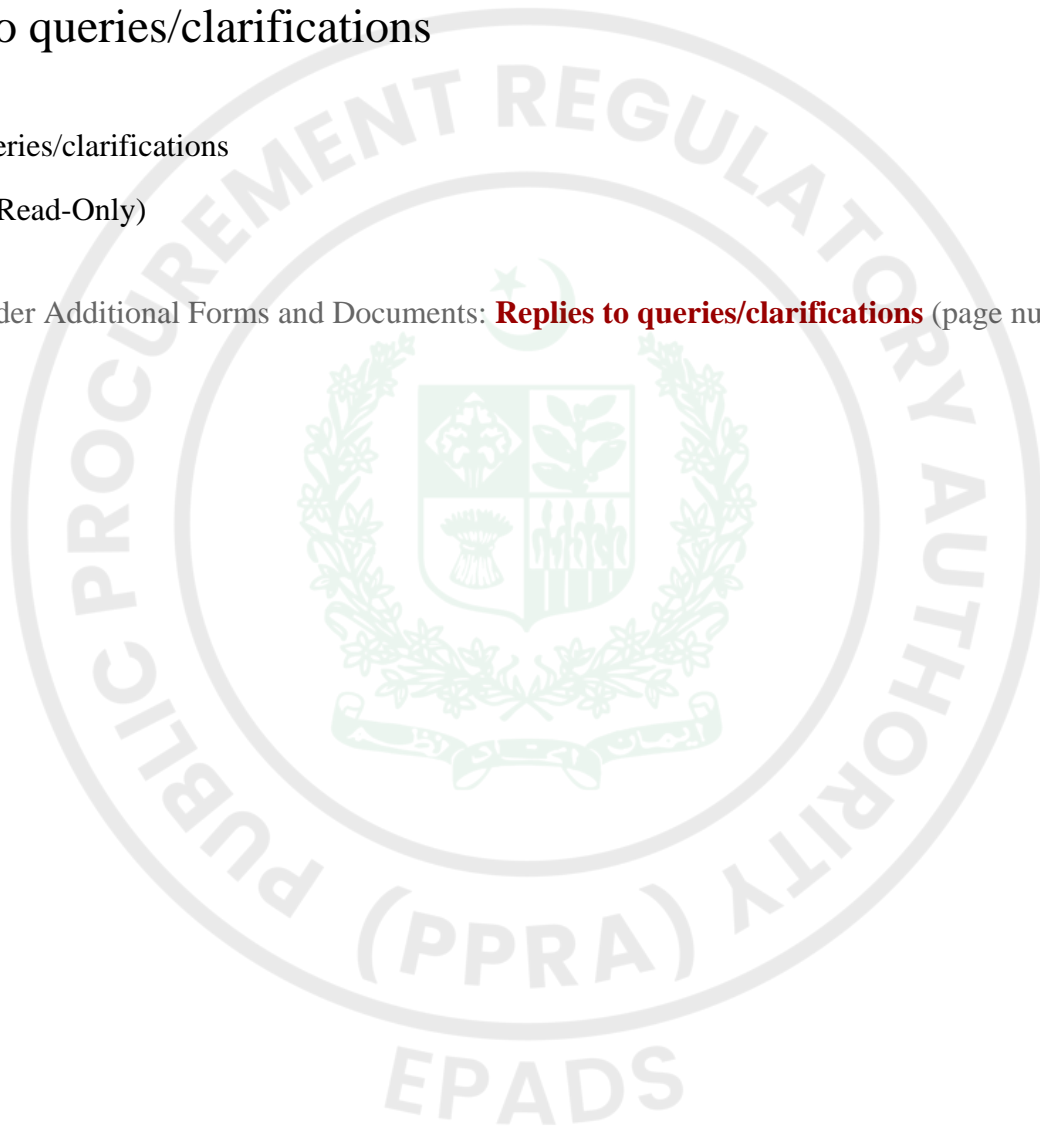 o queries/clarifications
eries/clarifications
Read-Only)
der Additional Forms and Documents: Replies to queries/clarifications (page nu
PUBLIC PROCUREMENT REGULATORY AUTHORITY
(PPRA)
EPADS